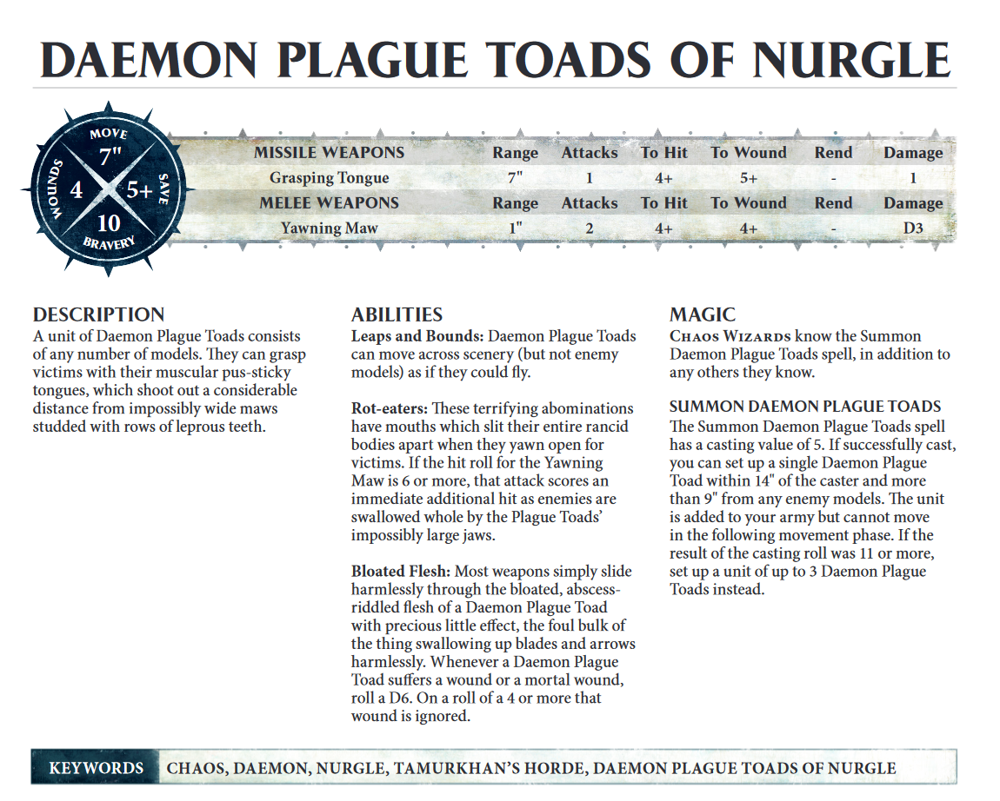 DAEMON PLAGUE TOADS OF NURGLE
MOVE
7"
WOUNDS
4
5+
SAVE
10
BRAVERY
MISSILE WEAPONS Range Attacks To Hit To Wound Rend Damage
Grasping Tongue 7" 1 4+ 5+ - 1
MELEE WEAPONS Range Attacks To Hit To Wound Rend Damage
Yawning Maw 1" 2 4+ 4+ - D3
DESCRIPTION
A unit of Daemon Plague Toads consists
of any number of models. They can grasp
victims with their muscular pus-sticky
tongues, which shoot out a considerable
distance from impossibly wide maws
studded with rows of leprous teeth.
ABILITIES
Leaps and Bounds: Daemon Plague Toads
can move across scenery (but not enemy
models) as if they could fly.
Rot-eaters: These terrifying abominations
have mouths which slit their entire rancid
bodies apart when they yawn open for
victims. If the hit roll for the Yawning
Maw is 6 or more, that attack scores an
immediate additional hit as enemies are
swallowed whole by the Plague Toads’
impossibly large jaws.
Bloated Flesh: Most weapons simply slide
harmlessly through the bloated, abscess-
riddled flesh of a Daemon Plague Toad
with precious little effect, the foul bulk of
the thing swallowing up blades and arrows
harmlessly. Whenever a Daemon Plague
Toad suffers a wound or a mortal wound,
roll a D6. On a roll of a 4 or more that
wound is ignored.
MAGIC
CHAOS WIZARDS know the Summon
Daemon Plague Toads spell, in addition to
any others they know.
SUMMON DAEMON PLAGUE TOADS
The Summon Daemon Plague Toads spell
has a casting value of 5. If successfully cast,
you can set up a single Daemon Plague
Toad within 14" of the caster and more
than 9" from any enemy models. The unit
is added to your army but cannot move
in the following movement phase. If the
result of the casting roll was 11 or more,
set up a unit of up to 3 Daemon Plague
Toads instead.
KEYWORDS CHAOS, DAEMON, NURGLE, TAMURKHAN’S HORDE, DAEMON PLAGUE TOADS OF NURGLE